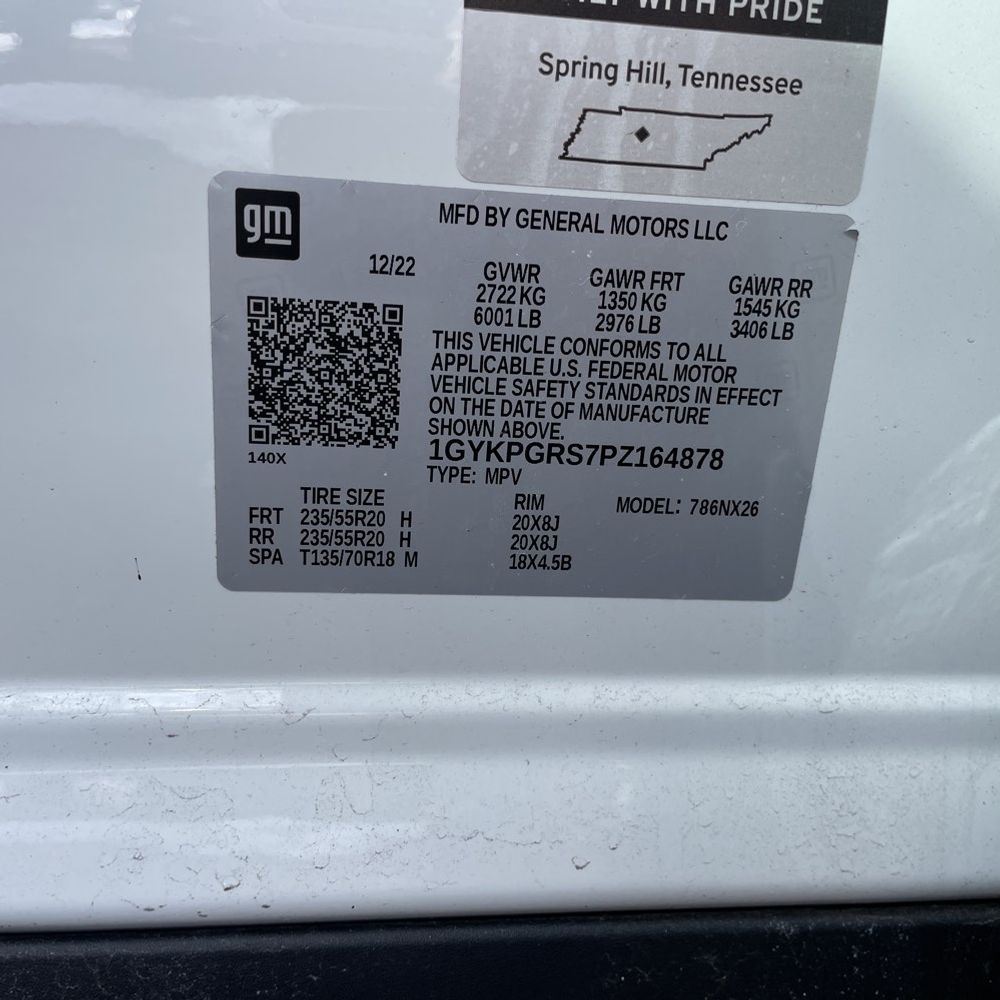 WITH PRIDE
Spring Hill, Tennessee
gm
MFD BY GENERAL MOTORS LLC
12/22 GVWR GAWR FRT GAWR RR
2722 KG 1350 KG 1545 KG
6001 LB 2976 LB 3406 LB
THIS VEHICLE CONFORMS TO ALL
APPLICABLE U.S. FEDERAL MOTOR
VEHICLE SAFETY STANDARDS IN EFFECT
ON THE DATE OF MANUFACTURE
SHOWN ABOVE.
140X
1GYKPGRS7PZ164878
TYPE: MPV
TIRE SIZE RIM MODEL: 786NX26
FRT 235/55R20 H 20X8J
RR 235/55R20 H 20X8J
SPA T135/70R18 M 18X4.5B